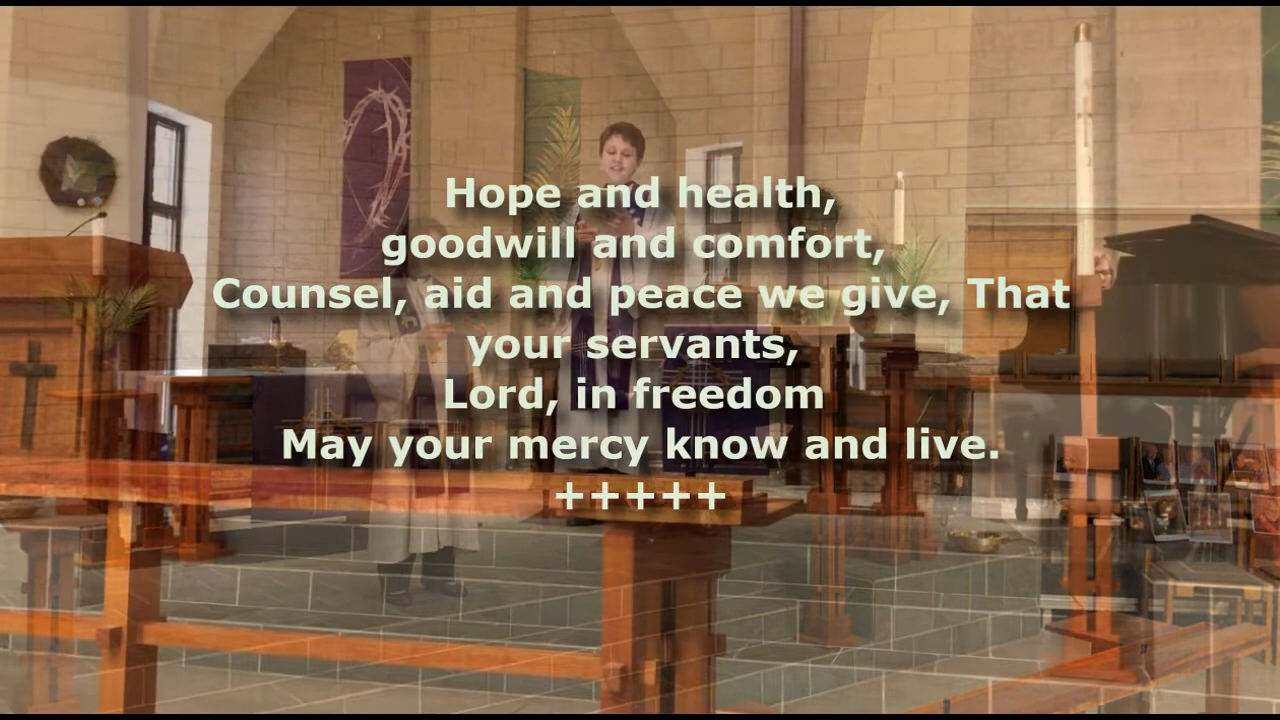 Hope and health,
goodwill and comfort,
Counsel, aid and peace we give, That
your servants,
Lord, in freedom
May your mercy know and live.
+++++